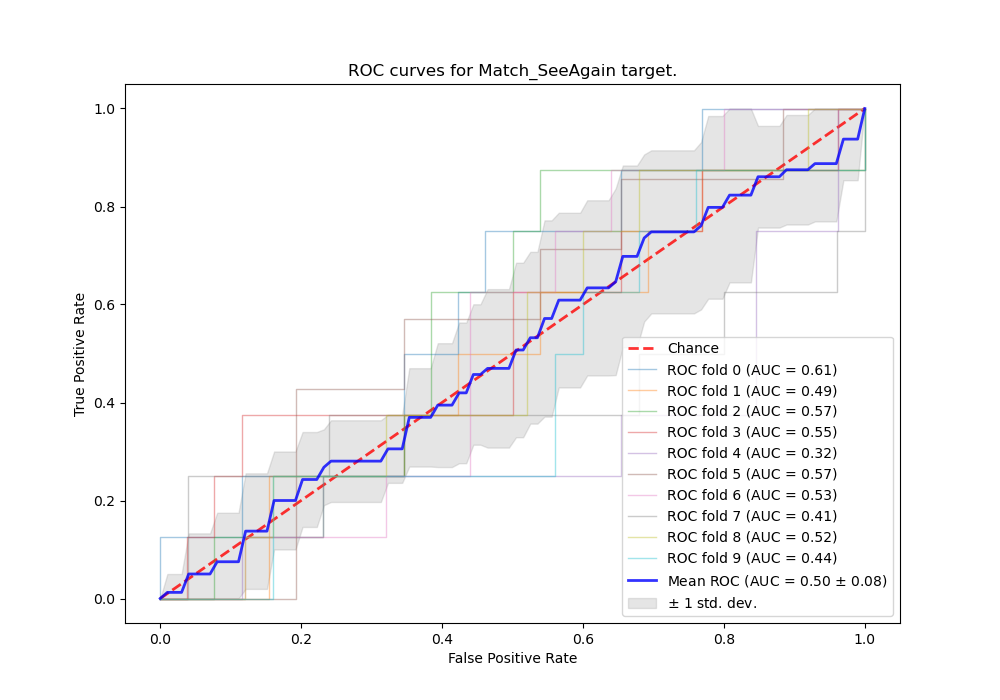 ROC curves for Match_SeeAgain target.
True Positive Rate
1.0
0.8
0.6
0.4
0.2
0.0
Chance
ROC fold 0 (AUC = 0.61)
ROC fold 1 (AUC = 0.49)
ROC fold 2 (AUC = 0.57)
ROC fold 3 (AUC = 0.55)
ROC fold 4 (AUC = 0.32)
ROC fold 5 (AUC = 0.57)
ROC fold 6 (AUC = 0.53)
ROC fold 7 (AUC = 0.41)
ROC fold 8 (AUC = 0.52)
ROC fold 9 (AUC = 0.44)
Mean ROC (AUC = 0.50 ± 0.08)
± 1 std. dev.
0.0 0.2 0.4 0.6 0.8 1.0
False Positive Rate